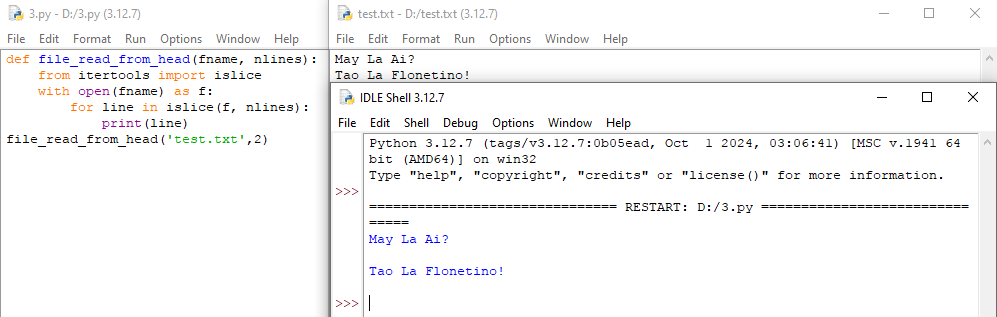 3.py - D:/3.py (3.12.7)
File Edit Format Run Options Window Help
def file_read_from_head(fname, nlines):
    from itertools import islice
    with open(fname) as f:
        for line in islice(f, nlines):
            print(line)
file_read_from_head('test.txt',2)
test.txt - D:/test.txt (3.12.7)
File Edit Format Run Options Window Help
May La Ai?
Tao La Flonetino!
IDLE Shell 3.12.7
File Edit Shell Debug Options Window Help
Python 3.12.7 (tags/v3.12.7:0b05ead, Oct  1 2024, 03:06:41) [MSC v.1941 64
bit (AMD64)] on win32
Type "help", "copyright", "credits" or "license()" for more information.
>>>
=============================== RESTART: D:/3.py ==========================
=====
May La Ai?
Tao La Flonetino!
>>>